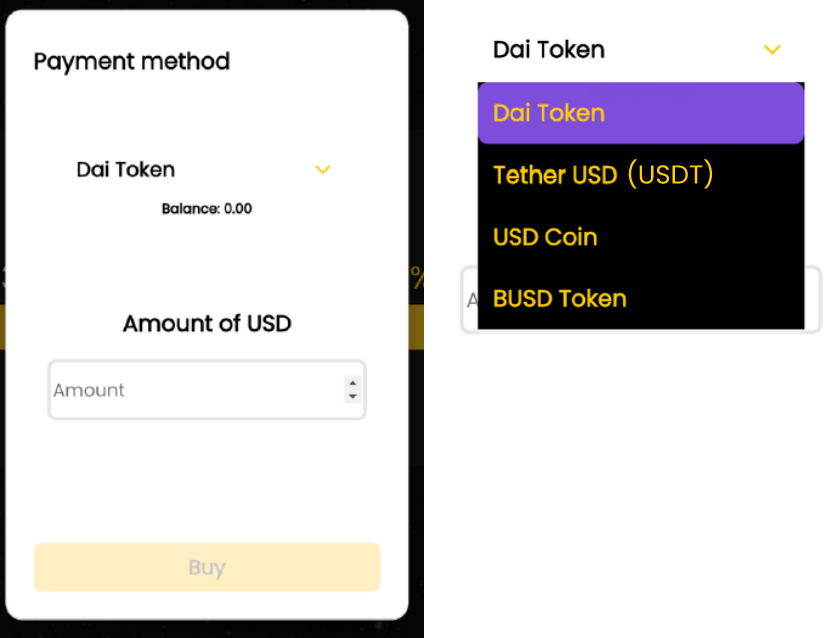 Payment method
Dai Token
Balance: 0.00
%
Amount of USD
Amount
Buy
Dai Token
Dai Token
Tether USD (USDT)
USD Coin
BUSD Token
A